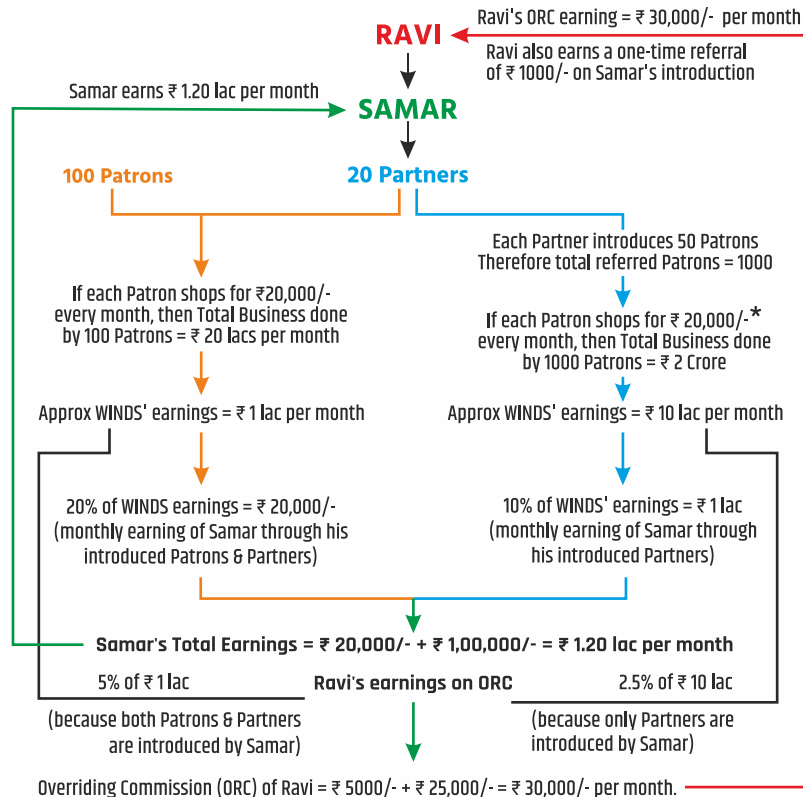 RAVI
Ravi's ORC earning = ₹ 30,000/- per month
Ravi also earns a one-time referral
of ₹ 1000/- on Samar's introduction
Samar earns ₹ 1.20 lac per month
SAMAR
100 Patrons
20 Partners
If each Patron shops for ₹20,000/-
every month, then Total Business done
by 100 Patrons = ₹ 20 lacs per month
Approx WINDS' earnings = ₹ 1 lac per month
20% of WINDS earnings = ₹ 20,000/-
(monthly earning of Samar through his
introduced Patrons & Partners)
Each Partner introduces 50 Patrons
Therefore total referred Patrons = 1000
If each Patron shops for ₹ 20,000/-*
every month, then Total Business done
by 1000 Patrons = ₹ 2 Crore
Approx WINDS' earnings = ₹ 10 lac per month
10% of WINDS' earnings = ₹ 1 lac
(monthly earning of Samar through
his introduced Partners)
Samar's Total Earnings = ₹ 20,000/- + ₹ 1,00,000/- = ₹ 1.20 lac per month
5% of ₹ 1 lac
(because both Patrons & Partners
are introduced by Samar)
Ravi's earnings on ORC
2.5% of ₹ 10 lac
(because only Partners are
introduced by Samar)
Overriding Commission (ORC) of Ravi = ₹ 5000/- + ₹ 25,000/- = ₹ 30,000/- per month.